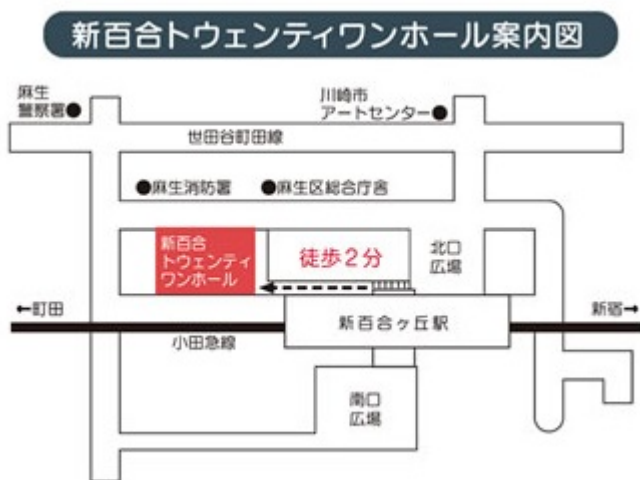 新百合トウェンティワンホール案内図
麻生
警察署●
川崎市
アートセンター●
世田谷町田線
●麻生消防署
●麻生区総合庁舎
新百合
トウェンティ
ワンホール
徒歩2分
北口
広場
←町田
新宿→
新百合ヶ丘駅
小田急線
南口
広場